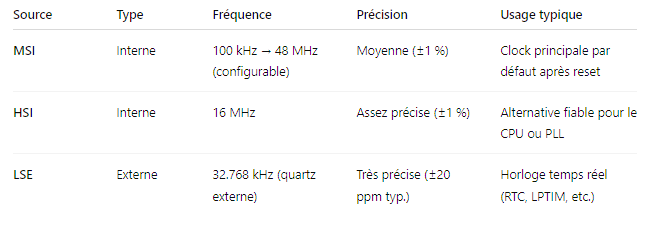 Source Type Fréquence Précision Usage typique
MSI Interne 100 kHz → 48 MHz Moyenne (±1 %) Clock principale par
(configurable) défaut après reset
HSI Interne 16 MHz Assez précise (±1 %) Alternative fiable pour le
CPU ou PLL
LSE Externe 32.768 kHz (quartz Très précise (±20 Horloge temps réel
externe) ppm typ.) (RTC, LPTIM, etc.)